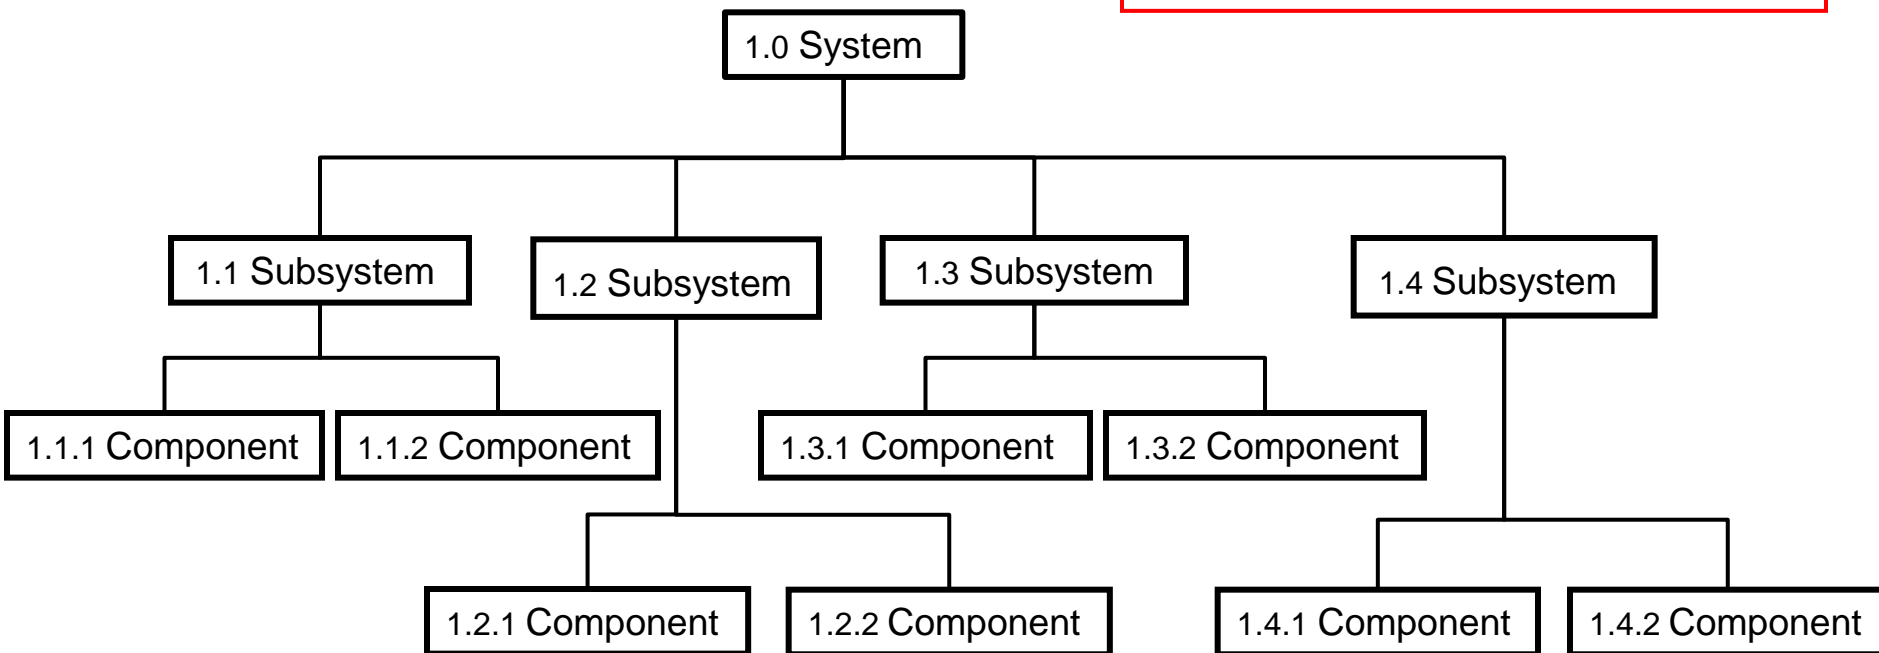 1.0 System
1.1 Subsystem
1.2 Subsystem
1.3 Subsystem
1.4 Subsystem
1.1.1 Component
1.1.2 Component
1.3.1 Component
1.3.2 Component
1.2.1 Component
1.2.2 Component
1.4.1 Component
1.4.2 Component